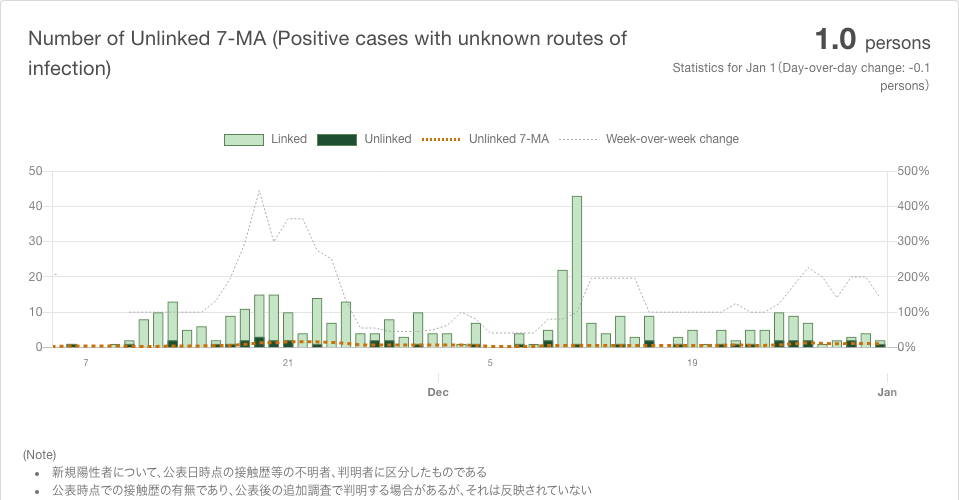 Number of Unlinked 7-MA (Positive cases with unknown routes of
infection)
1.0 persons
Statistics for Jan 1（Day-over-day change: -0.1
persons）
Linked
Unlinked
Unlinked 7-MA
Week-over-week change
50
40
30
20
10
0
500%
400%
300%
200%
100%
0%
7
21
5
19
Dec
Jan
(Note)
• 新規陽性者について、公表日時点の接触歴等の不明者、判明者に区分したものである
• 公表時点での接触歴の有無であり、公表後の追加調査で判明する場合があるが、それは反映されていない